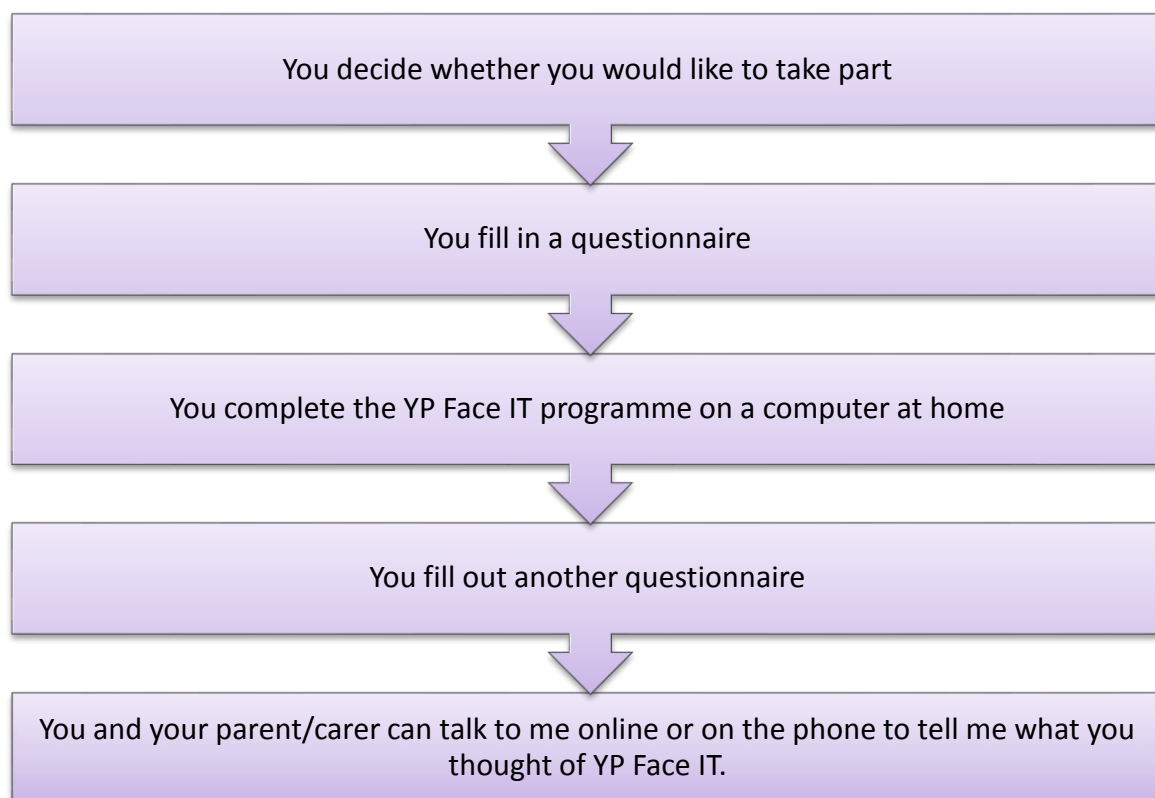 You decide whether you would like to take part
You fill in a questionnaire
You complete the YP Face IT programme on a computer at home
You fill out another questionnaire
You and your parent/carer can talk to me online or on the phone to tell me what you
thought of YP Face IT.